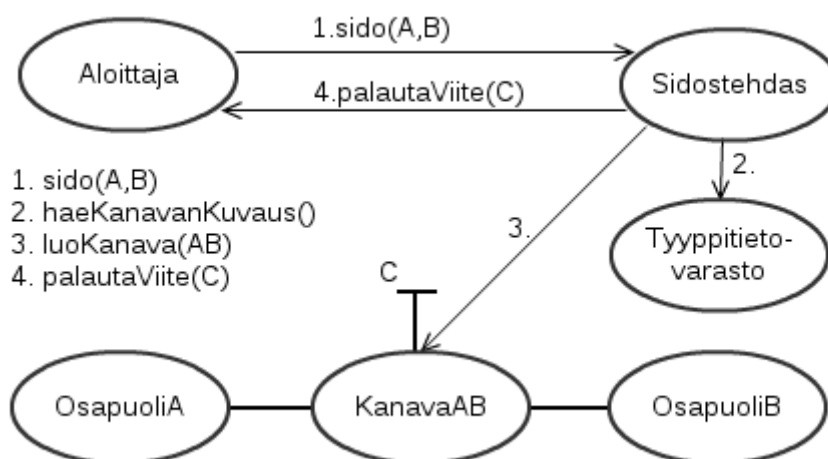 1.sido(A,B)
Aloittaja
Sidostehdas
4.palautaViite(C)
2.
1. sido(A,B)
2. haeKanavanKuvaus()
3. luoKanava(AB)
4. palautaViite(C)
3.
Tyyppitieto-
varasto
C
OsapuoliA
KanavaAB
OsapuoliB